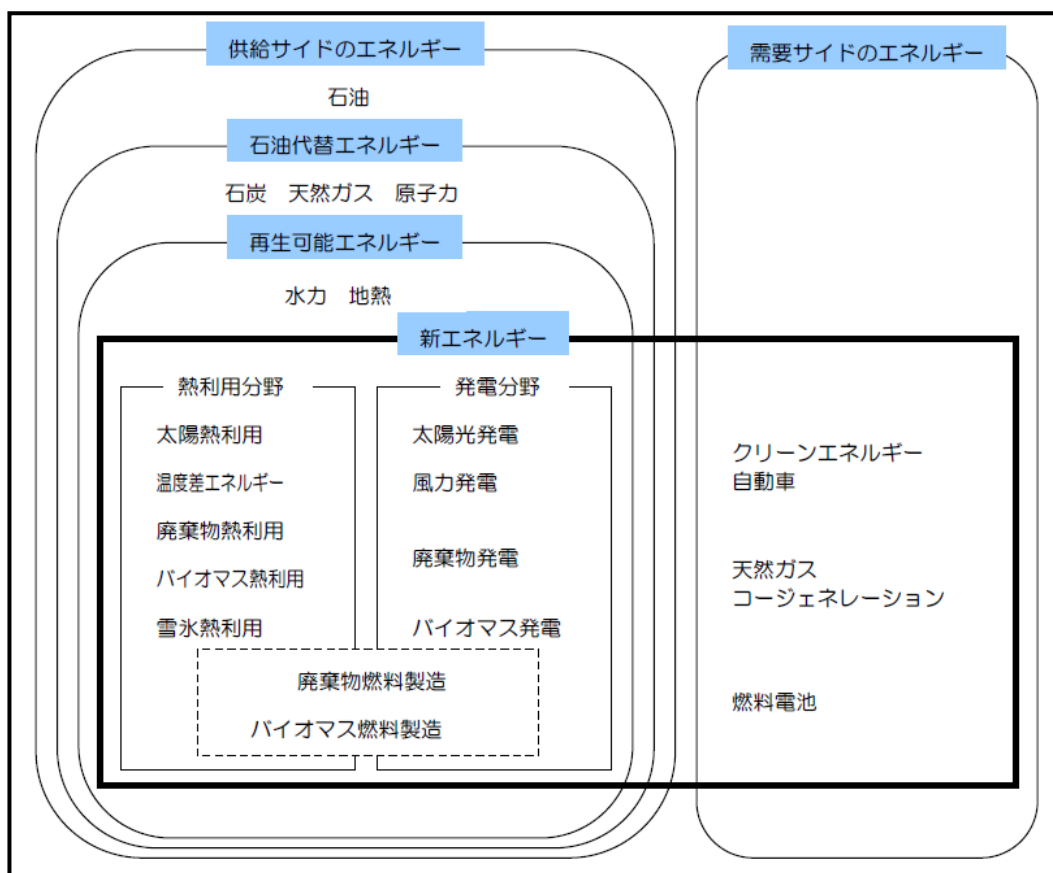 供給サイドのエネルギー
需要サイドのエネルギー
石油
石油代替エネルギー
石炭　天然ガス　原子力
再生可能エネルギー
水力　地熱
新エネルギー
熱利用分野
太陽熱利用
温度差エネルギー
廃棄物熱利用
バイオマス熱利用
雪氷熱利用
発電分野
太陽光発電
風力発電
廃棄物発電
バイオマス発電
廃棄物燃料製造
バイオマス燃料製造
クリーンエネルギー
自動車
天然ガス
コージェネレーション
燃料電池